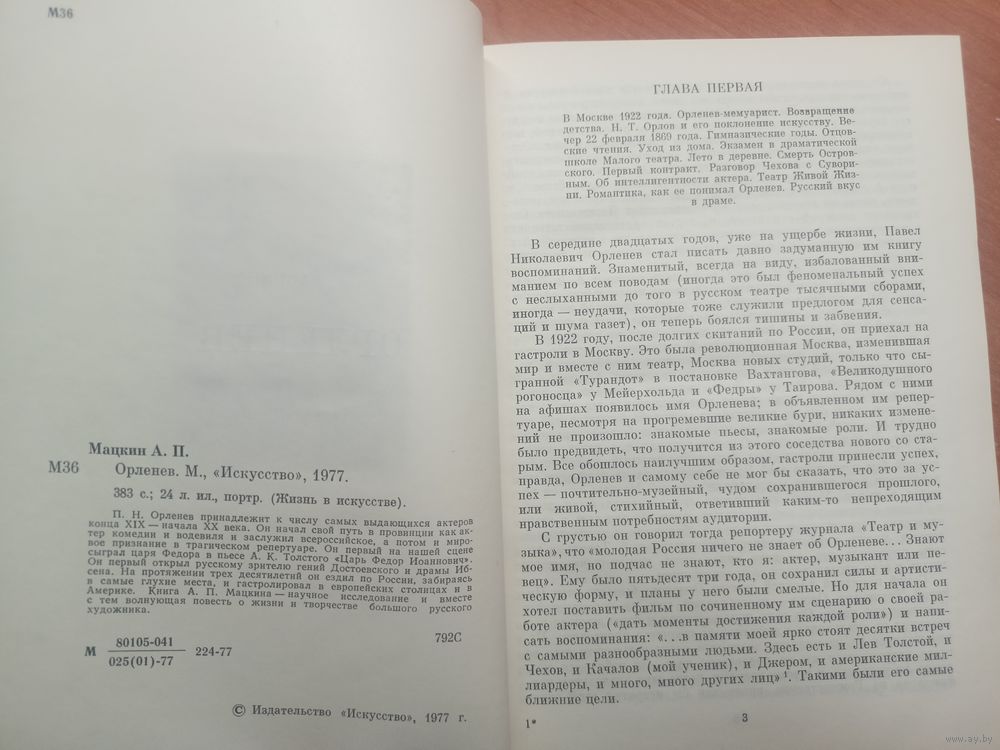 М36
Мацкин А. П.
М36
Орленев. М., «Искусство», 1977.
383 с.; 24 л. ил., портр. (Жизнь в искусстве).
П. Н. Орленев принадлежит к числу самых выдающихся актеров
конца XIX — начала XX века. Он начал свой путь в провинции как ак-
тер комедии и водевиля и заслужил всероссийское, а потом и миро-
вое признание в трагическом репертуаре. Он первый на нашей сцене
сыграл царя Федора в пьесе А. К. Толстого «Царь Федор Иоаннович».
Он первый открыл русскому зрителю гений Достоевского и драмы Иб-
сена. На протяжении трех десятилетий он ездил по России, забираясь
в самые глухие места, и гастролировал в европейских столицах и в
Америке. Книга А. П. Мацкина — научное исследование и вместе
с тем волнующая повесть о жизни и творчестве большого русского
художника.
80105-041
М 224-77 792С
025(01)-77
© Издательство «Искусство», 1977 г.
ГЛАВА ПЕРВАЯ
В Москве 1922 года. Орленев-мемуарист. Возвращение
детства. Н. Т. Орлов и его поклонение искусству. Ве-
чер 22 февраля 1869 года. Гимназические годы. Отцов-
ские чтения. Уход из дома. Экзамен в драматической
школе Малого театра. Лето в деревне. Смерть Остров-
ского. Первый контракт. Разговор Чехова с Сувори-
ным. Об интеллигентности актера. Театр Живой Жиз-
ни. Романтика, как ее понимал Орленев. Русский вкус
в драме.
В середине двадцатых годов, уже на ущербе жизни, Павел
Николаевич Орленев стал писать давно задуманную им книгу
воспоминаний. Знаменитый, всегда на виду, избалованный вни-
манием по всем поводам (иногда это был феноменальный успех
с неслыханными до того в русском театре тысячными сборами,
иногда — неудачи, которые тоже служили предлогом для сенса-
ций и шума газет), он теперь боялся тишины и забвения.
В 1922 году, после долгих скитаний по России, он приехал на
гастроли в Москву. Это была революционная Москва, изменившая
мир и вместе с ним театр, Москва новых студий, только что сы-
гранной «Турандот» в постановке Вахтангова, «Великодушного
рогоносца» у Мейерхольда и «Федры» у Таирова. Рядом с ними
на афишах появилось имя Орленева; в объявленном им репер-
туаре, несмотря на прогремевшие великие бури, никаких измене-
ний не произошло: знакомые пьесы, знакомые роли. И трудно
было предвидеть, что получится из этого соседства нового со ста-
рым. Все обошлось наилучшим образом, гастроли принесли успех,
правда, Орленев и самому себе не мог бы сказать, что это за ус-
пех — почтительно-музейный, чудом сохранившегося прошлого,
или живой, стихийный, ответивший каким-то непреходящим
нравственным потребностям аудитории.
С грустью он говорил тогда репортеру журнала «Театр и му-
зыка», что «молодая Россия ничего не знает об Орленеве... Знают
мое имя, но подчас не знают, кто я: актер, музыкант или пе-
вец». Ему было пятьдесят три года, он сохранил силы и артисти-
ческую форму, и планы у него были смелые. Но для начала он
хотел поставить фильм по сочиненному им сценарию о своей ра-
боте актера («дать моменты достижения каждой роли») и напи-
сать воспоминания: «...в памяти моей ярко стоят десятки встреч
с самыми разнообразными людьми. Здесь есть и Лев Толстой, и
Чехов, и Качалов (мой ученик), и Джером, и американские мил-
лиардеры, и много, много других лиц» 1. Такими были его самые
ближние цели.
1* 3
www.ay.by